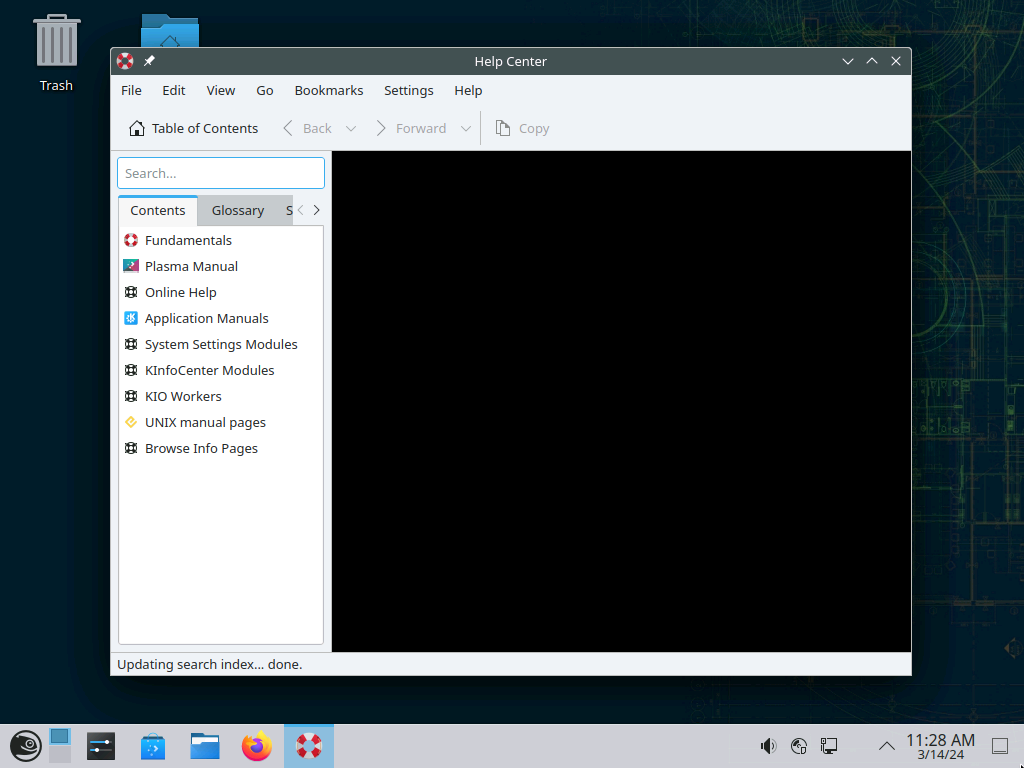 Trash
Help Center
File Edit View Go Bookmarks Settings Help
Table of Contents Back Forward Copy
Search...
Contents Glossary S
Fundamentals
Plasma Manual
Online Help
Application Manuals
System Settings Modules
KInfoCenter Modules
KIO Workers
UNIX manual pages
Browse Info Pages
Updating search index... done.
11:28 AM
3/14/24